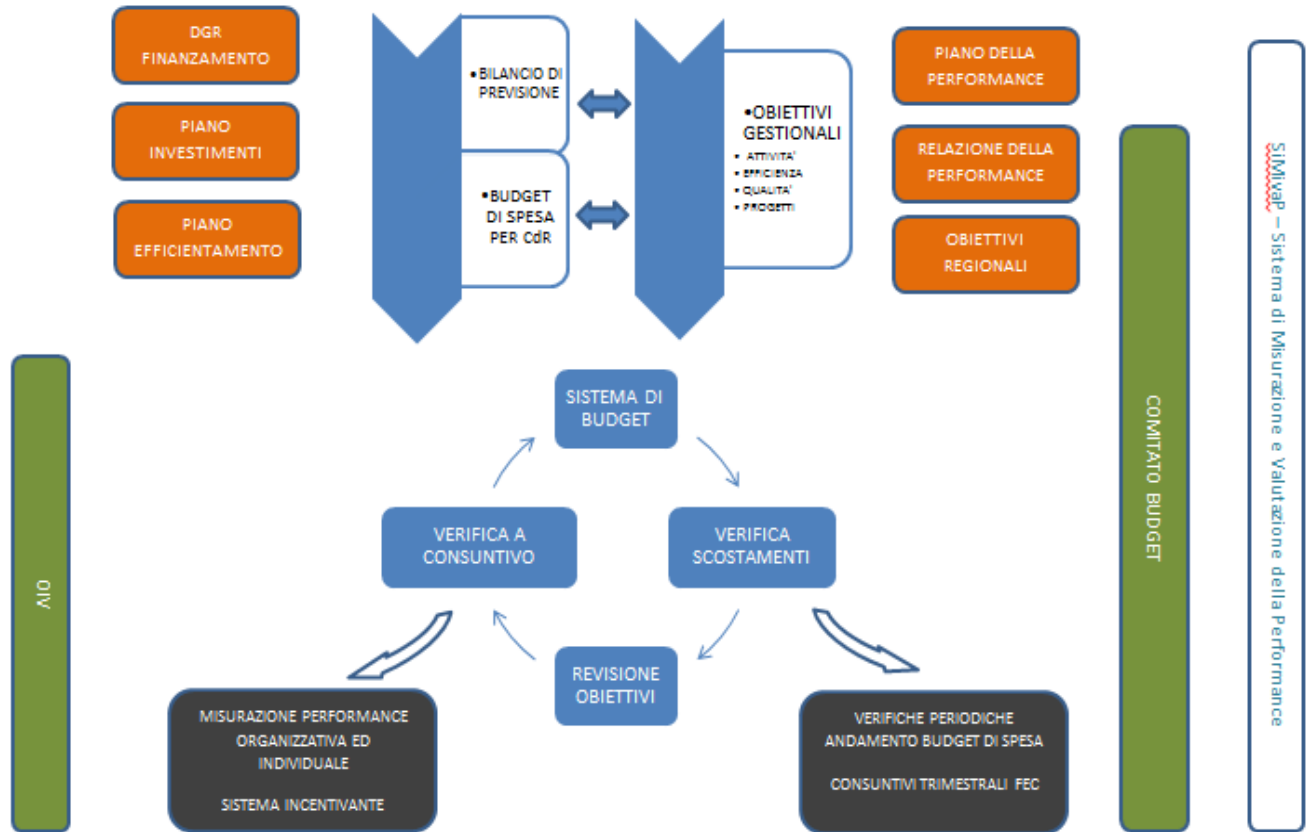 DGR
FINANZAMENTO
PIANO
INVESTIMENTI
PIANO
EFFICIENTAMENTO
•BILANCIO DI
PREVISIONE
•BUDGET
DI SPESA
PER CdR
•OBIETTIVI
GESTIONALI
• ATTIVITA'
• EFFICIENZA
• QUALITA'
• PROGETTI
PIANO DELLA
PERFORMANCE
RELAZIONE DELLA
PERFORMANCE
OBIETTIVI
REGIONALI
SISTEMA DI
BUDGET
VERIFICA A
CONSUNTIVO
VERIFICA
SCOSTAMENTI
REVISIONE
OBIETTIVI
MISURAZIONE PERFORMANCE
ORGANIZZATIVA ED
INDIVIDUALE
SISTEMA INCENTIVANTE
VERIFICHE PERIODICHE
ANDAMENTO BUDGET DI SPESA
CONSUNTIVI TRIMESTRALI FEC
OIV
COMITATO BUDGET
SiMivaP – Sistema di Misurazione e Valutazione della Performance